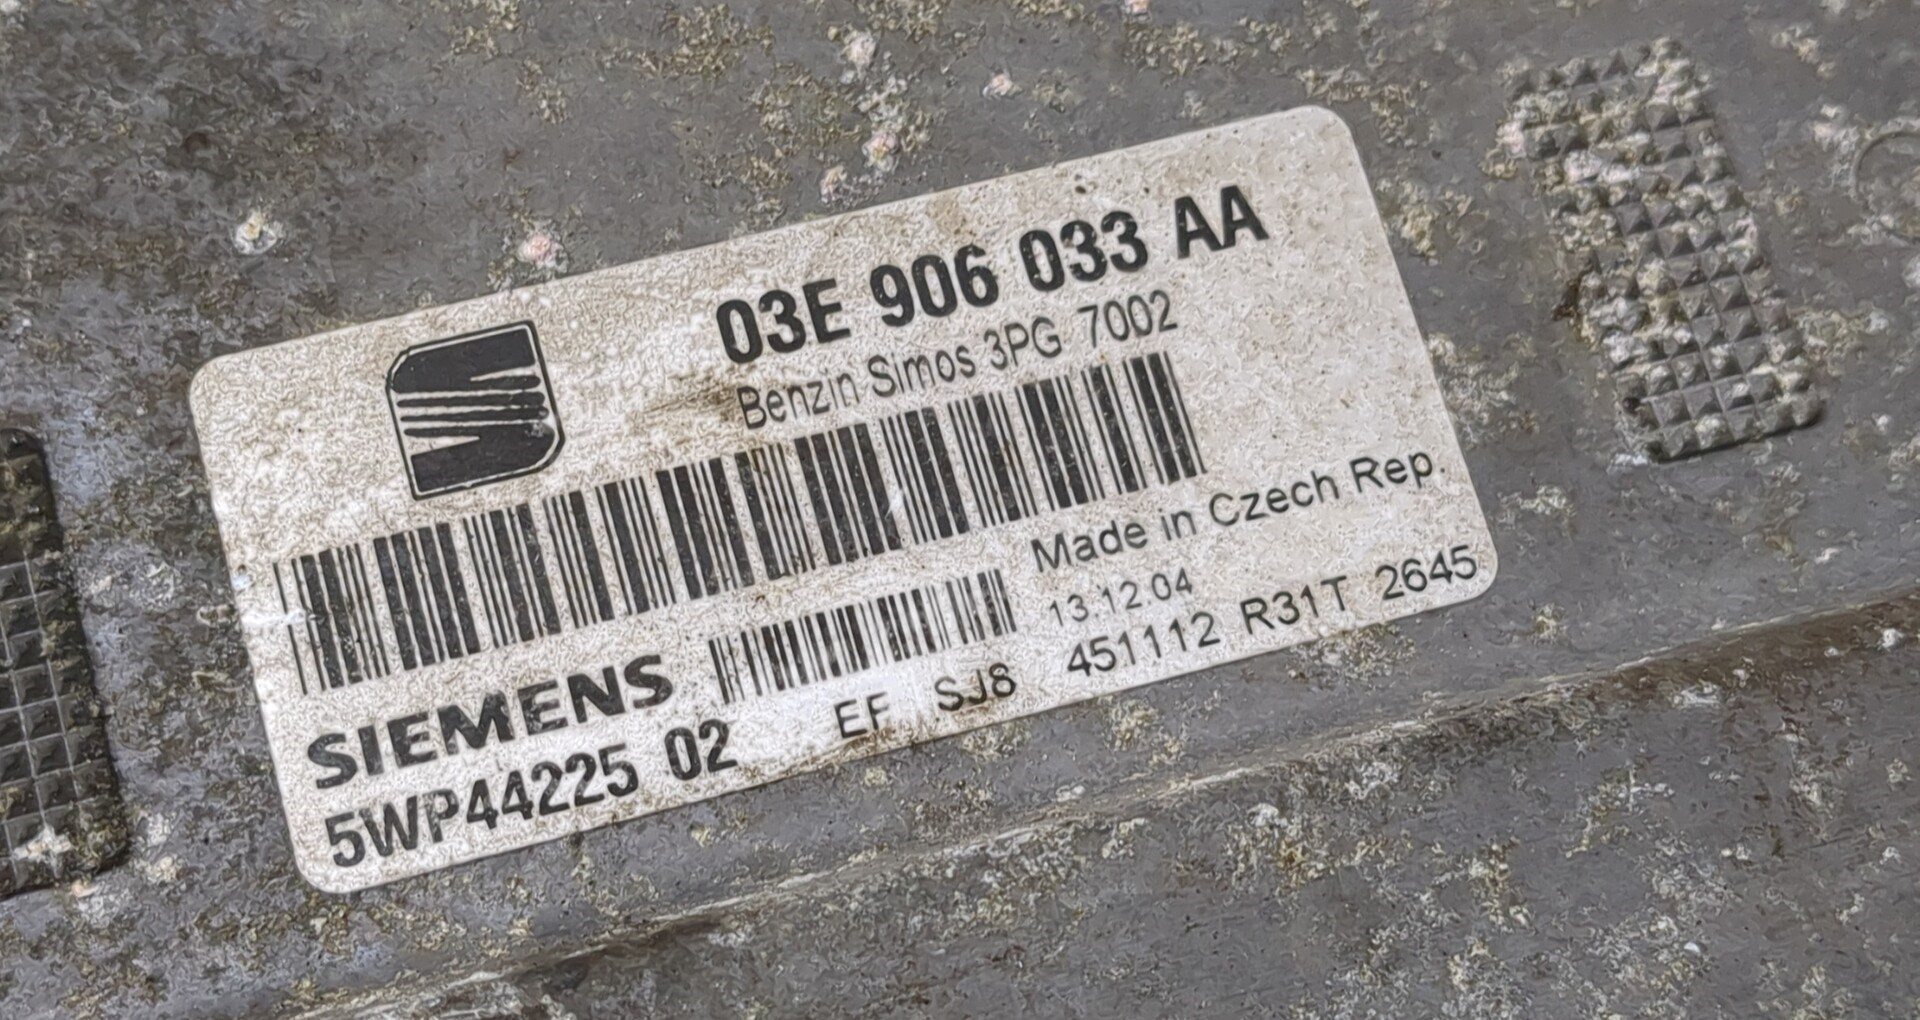 03E 906 033 AA
Benzin Simos 3PG 7002
Made in Czech Rep.
13.12.04
SIEMENS
5WP44225 02 EF SJ8 451112 R31T 2645